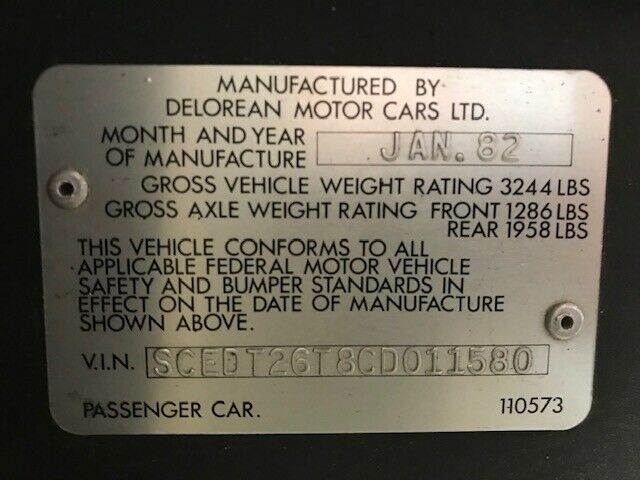 MANUFACTURED BY
DELOREAN MOTOR CARS LTD.
MONTH AND YEAR
OF MANUFACTURE JAN. 82
GROSS VEHICLE WEIGHT RATING 3244 LBS
GROSS AXLE WEIGHT RATING FRONT 1286 LBS
REAR 1958 LBS
THIS VEHICLE CONFORMS TO ALL
APPLICABLE FEDERAL MOTOR VEHICLE
SAFETY AND BUMPER STANDARDS IN
EFFECT ON THE DATE OF MANUFACTURE
SHOWN ABOVE.
V.I.N. SCEDT26T8CD011580
PASSENGER CAR. 110573